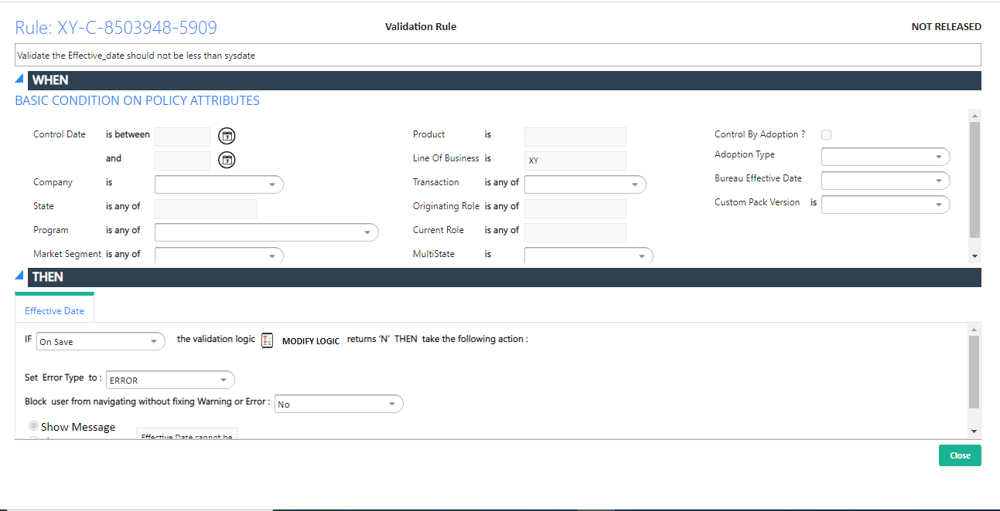 Rule: XY-C-8503948-5909 Validation Rule NOT RELEASED
Validate the Effective_date should not be less than sysdate
WHEN
BASIC CONDITION ON POLICY ATTRIBUTES
Control Date is between 7 Product is Control By Adoption ?
and 7 Line Of Business is XY Adoption Type
Company is Transaction is any of Bureau Effective Date
State is any of Originating Role is any of Custom Pack Version is
Program is any of Current Role is any of
Market Segment is any of MultiState is
THEN
Effective Date
IF On Save the validation logic MODIFY LOGIC returns 'N' THEN take the following action :
Set Error Type to : ERROR
Block user from navigating without fixing Warning or Error : No
Show Message
Effective Date cannot be
Close